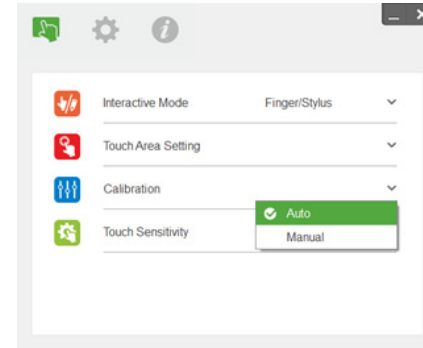 Interactive Mode Finger/Stylus
Touch Area Setting
Calibration
Auto
Touch Sensitivity
Manual